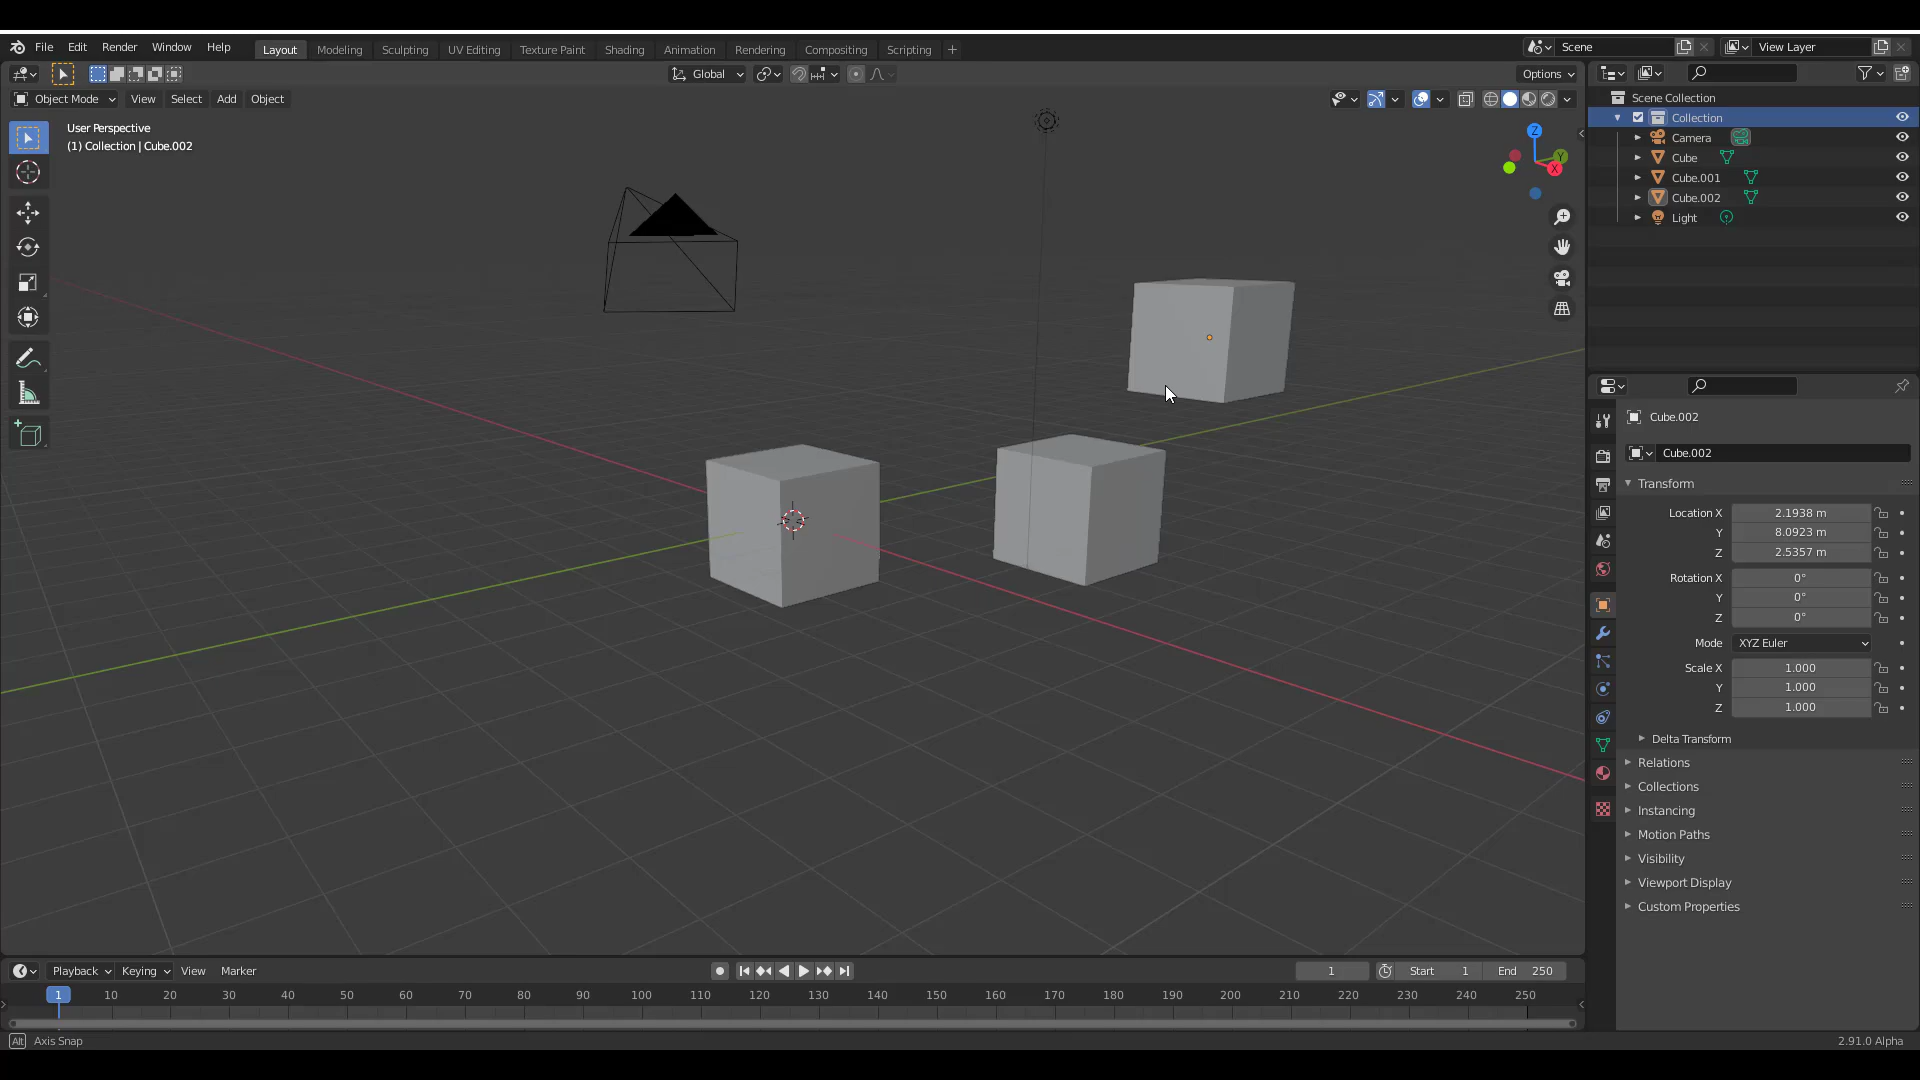 File Edit Render Window Help Layout Modeling Sculpting UV Editing Texture Paint Shading Animation Rendering Compositing Scripting + Scene View Layer
Global Options
Object Mode View Select Add Object
User Perspective
(1) Collection | Cube.002
Z
Y
X
Scene Collection
Collection
Camera
Cube
Cube.001
Cube.002
Light
Cube.002
Cube.002
Transform
Location X 2.1938 m
Y 8.0923 m
Z 2.5357 m
Rotation X 0°
Y 0°
Z 0°
Mode XYZ Euler
Scale X 1.000
Y 1.000
Z 1.000
Delta Transform
Relations
Collections
Instancing
Motion Paths
Visibility
Viewport Display
Custom Properties
Playback Keying View Marker 1 Start 1 End 250
1 10 20 30 40 50 60 70 80 90 100 110 120 130 140 150 160 170 180 190 200 210 220 230 240 250
Alt Axis Snap 2.91.0 Alpha